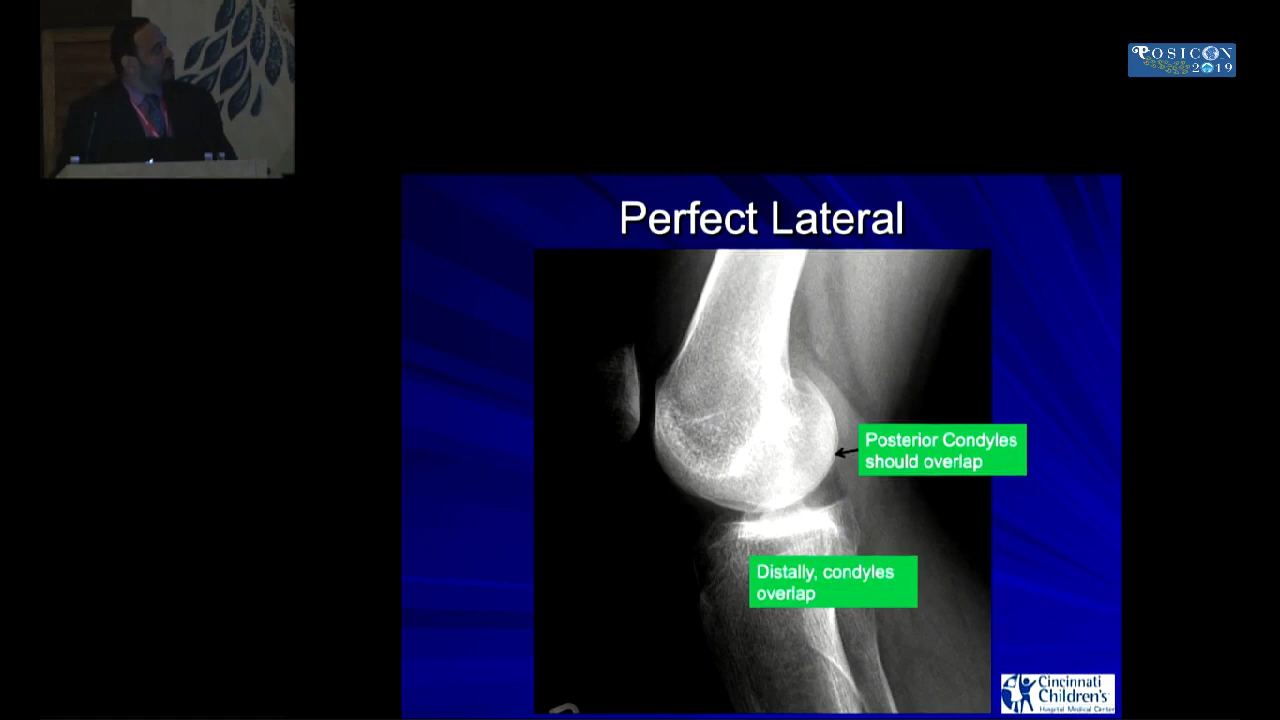 POSICON
2019
Perfect Lateral
Posterior Condyles
should overlap
Distally, condyles
overlap
Cincinnati
Children's
Hospital Medical Center